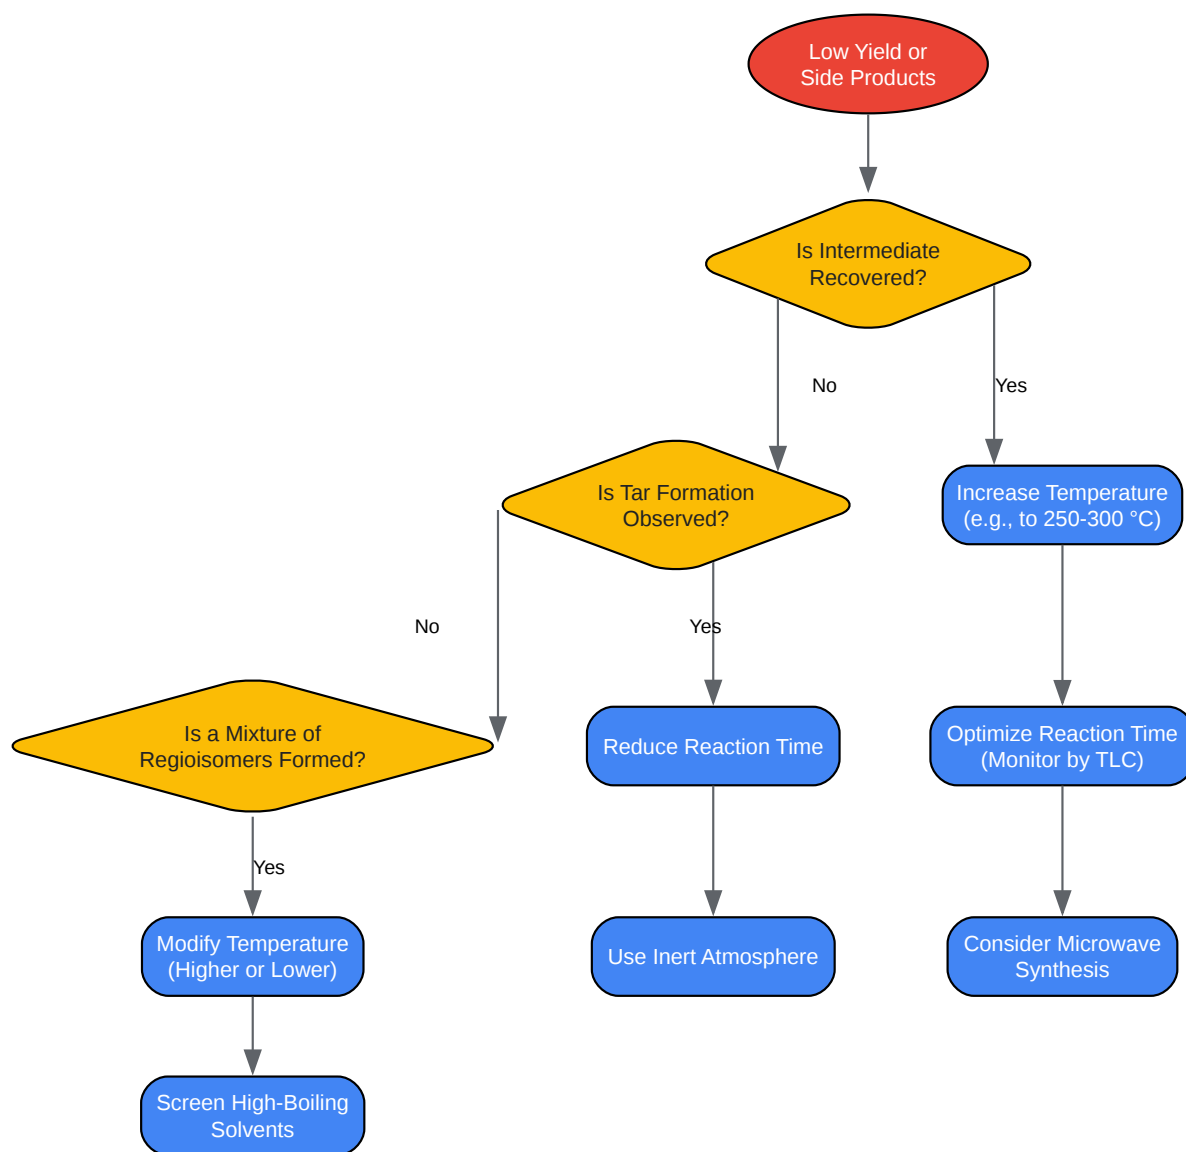 Low Yield or
Side Products
Is Intermediate
Recovered?
No
Yes
Is Tar Formation
Observed?
Increase Temperature
(e.g., to 250-300 °C)
No
Yes
Is a Mixture of
Regioisomers Formed?
Reduce Reaction Time
Optimize Reaction Time
(Monitor by TLC)
Yes
Modify Temperature
(Higher or Lower)
Use Inert Atmosphere
Consider Microwave
Synthesis
Screen High-Boiling
Solvents